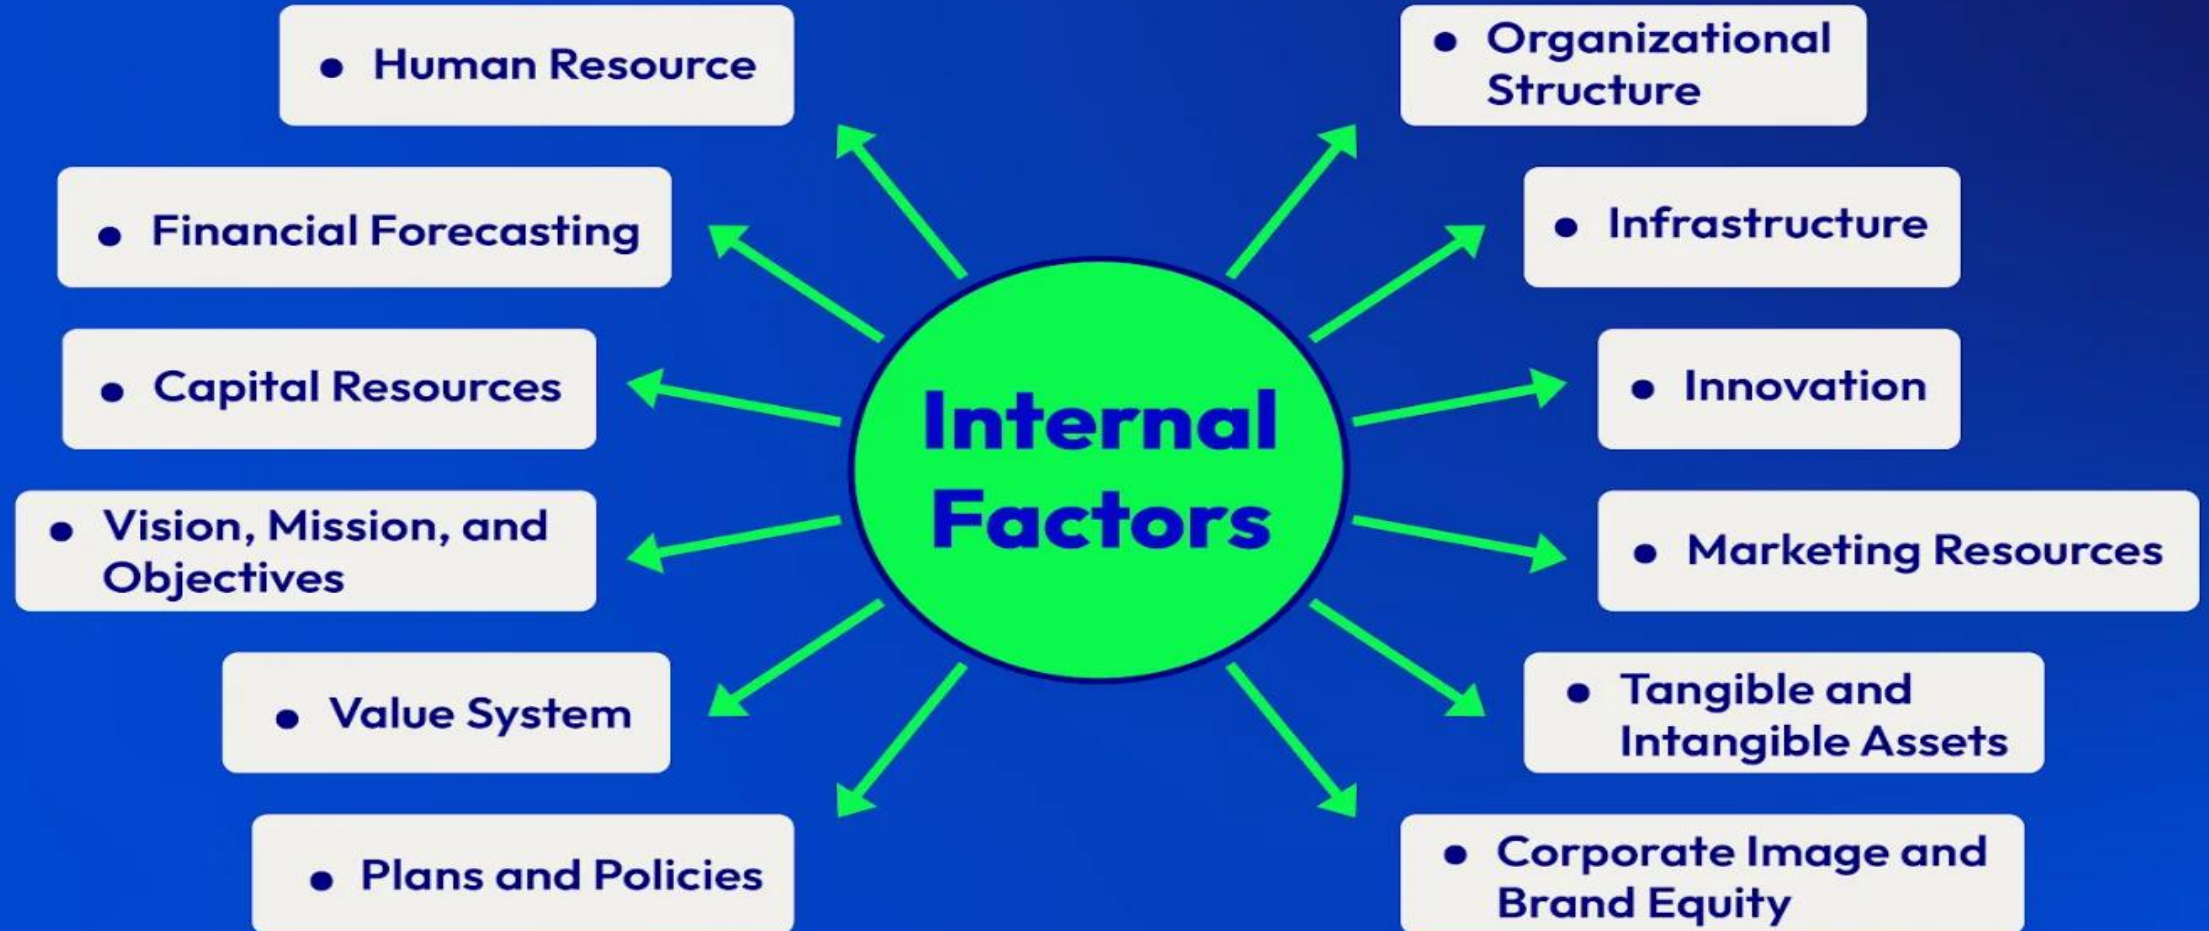 • Human Resource
• Financial Forecasting
• Capital Resources
• Vision, Mission, and
Objectives
• Value System
• Plans and Policies
Internal
Factors
• Organizational
Structure
• Infrastructure
• Innovation
• Marketing Resources
• Tangible and
Intangible Assets
• Corporate Image and
Brand Equity